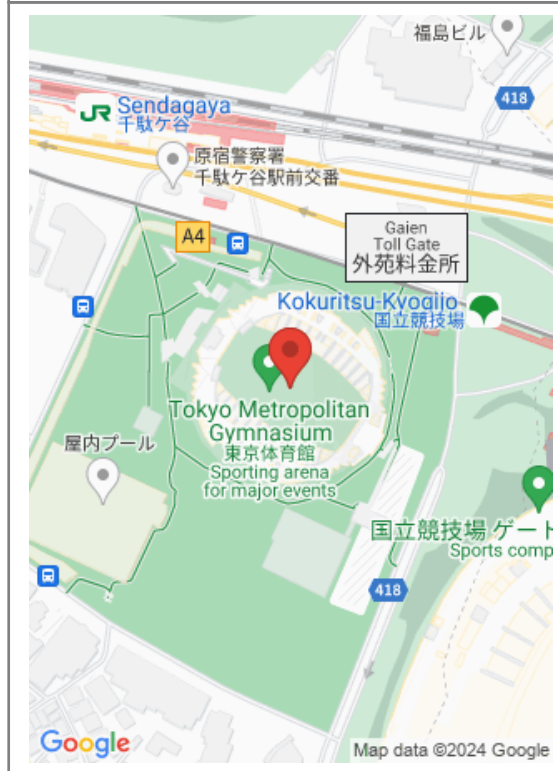 福島ビル
418
JR Sendagaya
千駄ケ谷
原宿警察署
千駄ケ谷駅前交番
A4
Gaien
Toll Gate
外苑料金所
Kokuritsu-Kyogijo
国立競技場
Tokyo Metropolitan
Gymnasium
東京体育館
Sporting arena
for major events
屋内プール
国立競技場 ゲート
Sports comp
418
Google
Map data ©2024 Google